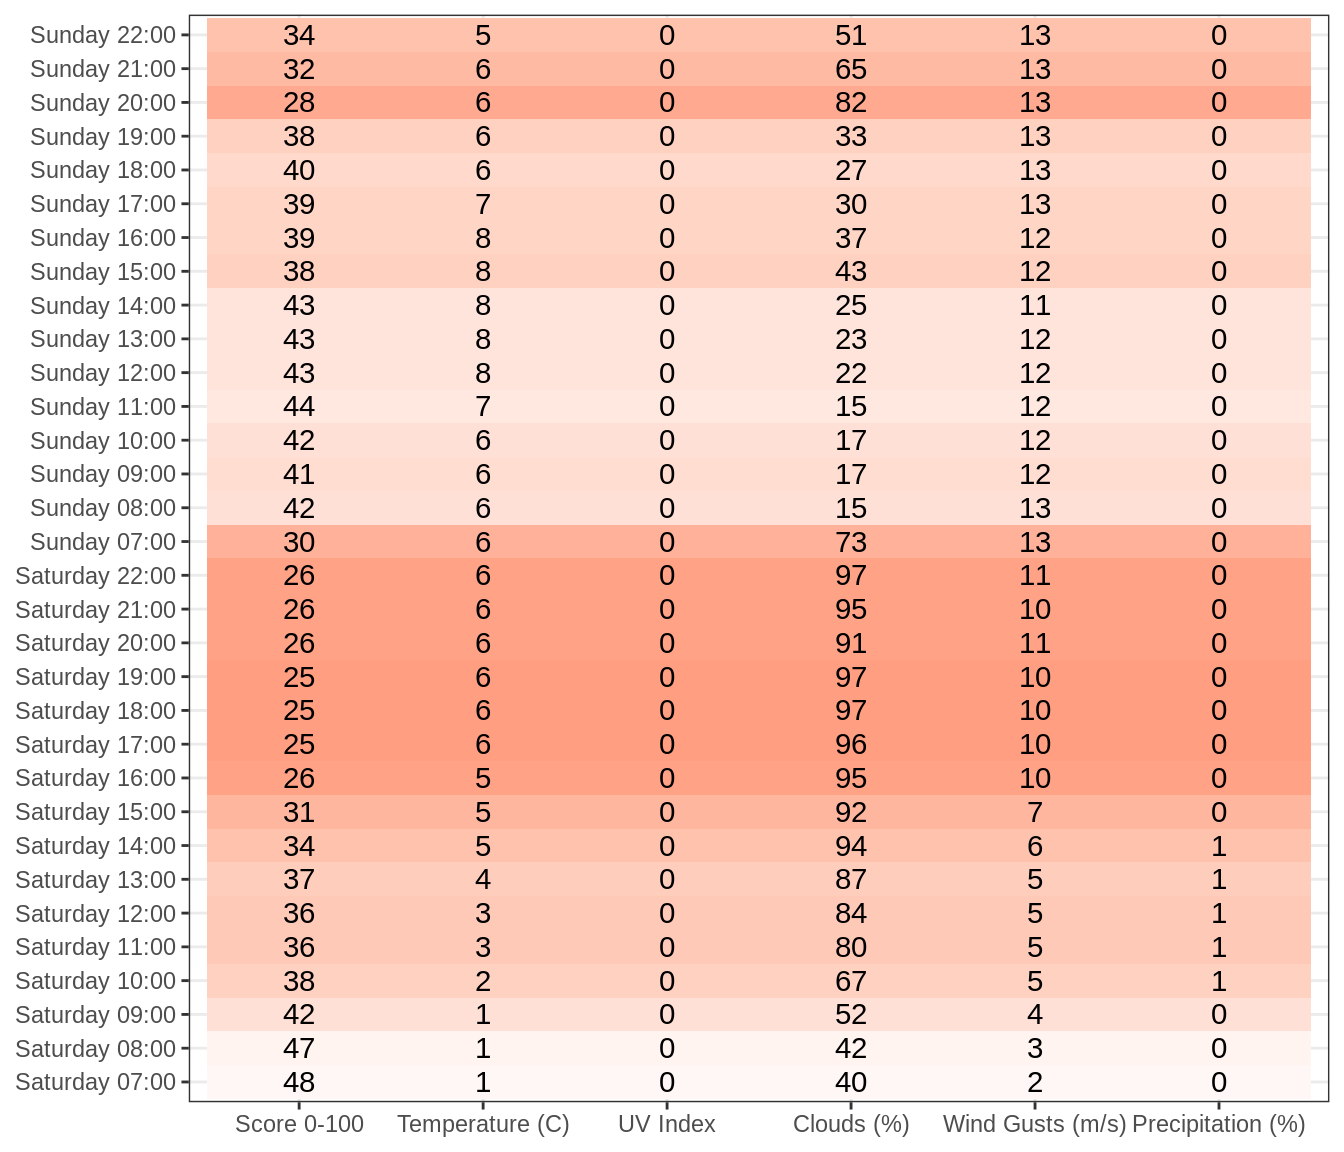 Sunday 22:00 34 5 0 51 13 0
Sunday 21:00 32 6 0 65 13 0
Sunday 20:00 28 6 0 82 13 0
Sunday 19:00 38 6 0 33 13 0
Sunday 18:00 40 6 0 27 13 0
Sunday 17:00 39 7 0 30 13 0
Sunday 16:00 39 8 0 37 12 0
Sunday 15:00 38 8 0 43 12 0
Sunday 14:00 43 8 0 25 11 0
Sunday 13:00 43 8 0 23 12 0
Sunday 12:00 43 8 0 22 12 0
Sunday 11:00 44 7 0 15 12 0
Sunday 10:00 42 6 0 17 12 0
Sunday 09:00 41 6 0 17 12 0
Sunday 08:00 42 6 0 15 13 0
Sunday 07:00 30 6 0 73 13 0
Saturday 22:00 26 6 0 97 11 0
Saturday 21:00 26 6 0 95 10 0
Saturday 20:00 26 6 0 91 11 0
Saturday 19:00 25 6 0 97 10 0
Saturday 18:00 25 6 0 97 10 0
Saturday 17:00 25 6 0 96 10 0
Saturday 16:00 26 5 0 95 10 0
Saturday 15:00 31 5 0 92 7 0
Saturday 14:00 34 5 0 94 6 1
Saturday 13:00 37 4 0 87 5 1
Saturday 12:00 36 3 0 84 5 1
Saturday 11:00 36 3 0 80 5 1
Saturday 10:00 38 2 0 67 5 1
Saturday 09:00 42 1 0 52 4 0
Saturday 08:00 47 1 0 42 3 0
Saturday 07:00 48 1 0 40 2 0
Score 0-100 Temperature (C) UV Index Clouds (%) Wind Gusts (m/s) Precipitation (%)